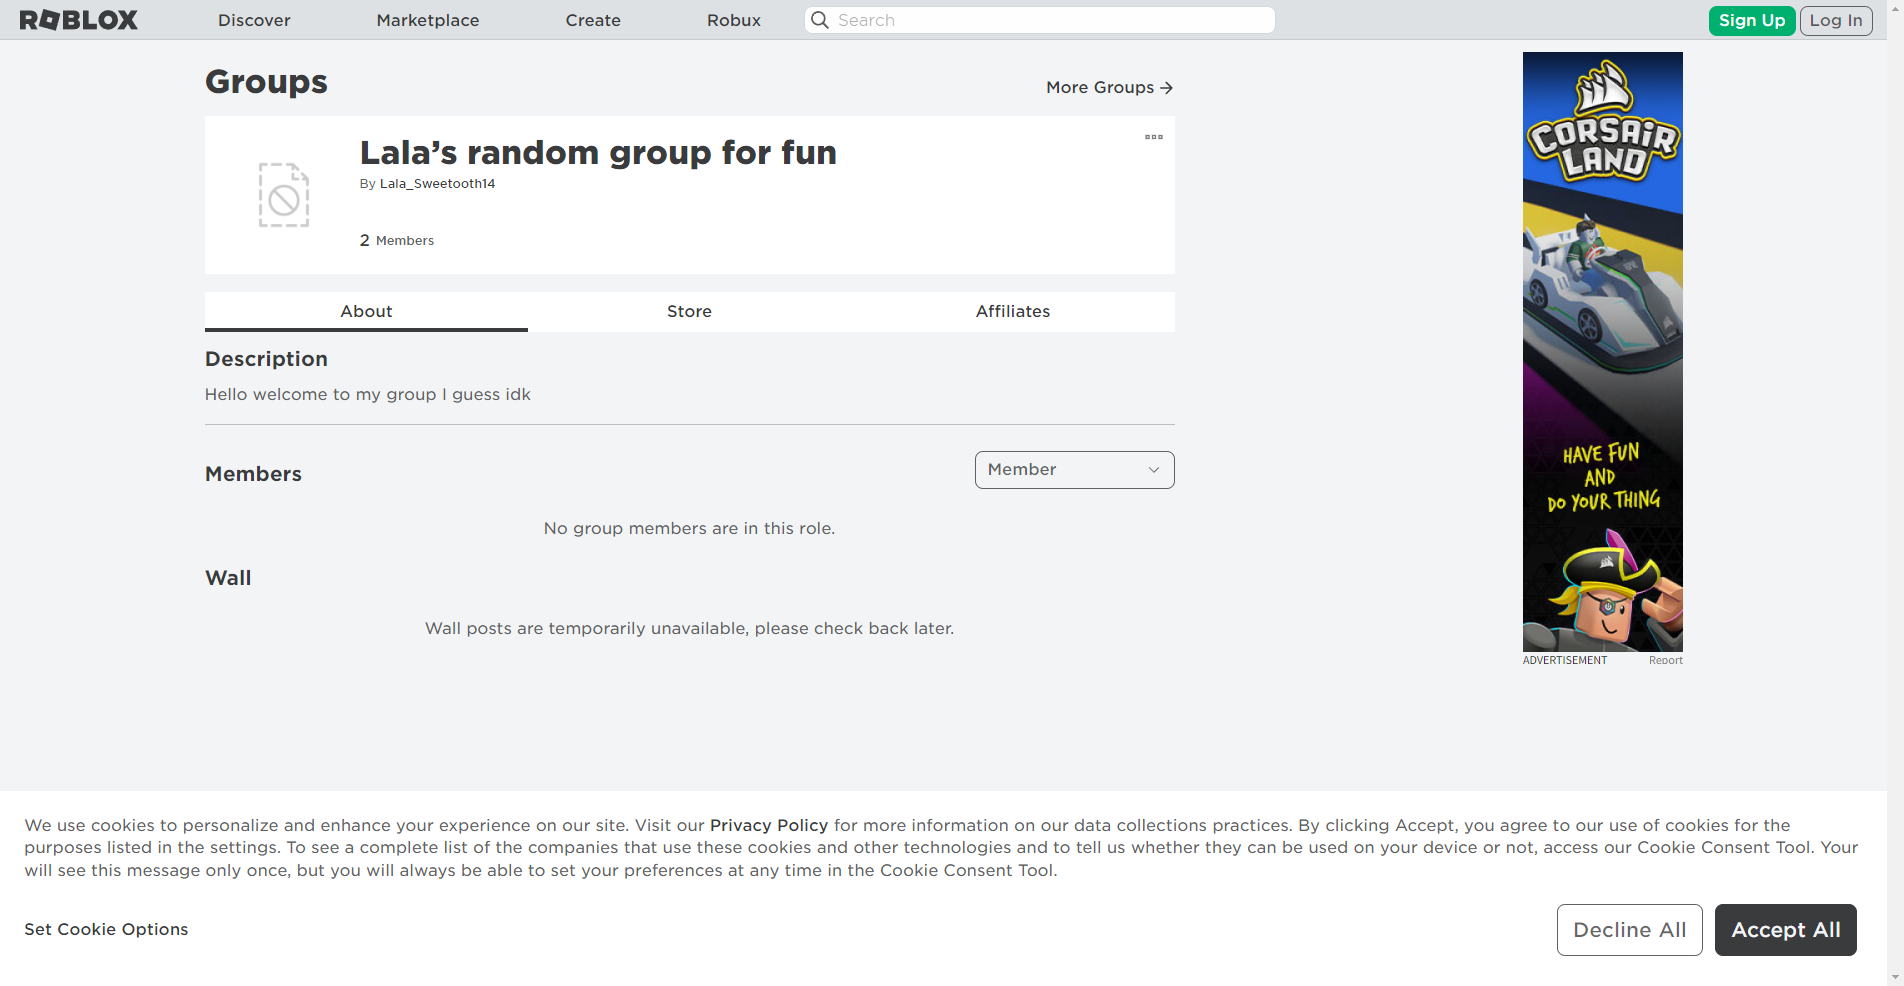 ROBLOX
Discover
Marketplace
Create
Robux
Search
Sign Up
Log In
Groups
More Groups
Lala’s random group for fun
By Lala_Sweetooth14
2 Members
About
Store
Affiliates
Description
Hello welcome to my group I guess idk
Members
Member
No group members are in this role.
Wall
Wall posts are temporarily unavailable, please check back later.
CORSAIR
LAND
HAVE FUN
AND
DO YOUR THING
ADVERTISEMENT
Report
We use cookies to personalize and enhance your experience on our site. Visit our Privacy Policy for more information on our data collections practices. By clicking Accept, you agree to our use of cookies for the
purposes listed in the settings. To see a complete list of the companies that use these cookies and other technologies and to tell us whether they can be used on your device or not, access our Cookie Consent Tool. Your
will see this message only once, but you will always be able to set your preferences at any time in the Cookie Consent Tool.
Set Cookie Options
Decline All
Accept All